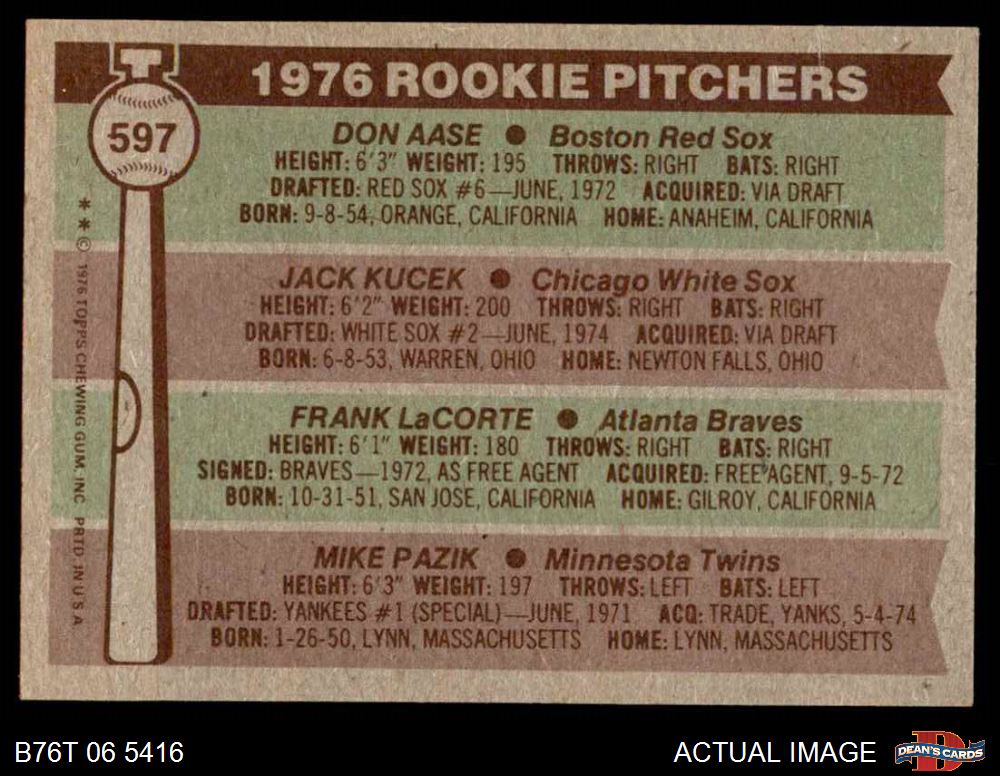 1976 ROOKIE PITCHERS
597
DON AASE ● Boston Red Sox
HEIGHT: 6'3" WEIGHT: 195 THROWS: RIGHT BATS: RIGHT
DRAFTED: RED SOX #6—JUNE, 1972 ACQUIRED: VIA DRAFT
BORN: 9-8-54, ORANGE, CALIFORNIA HOME: ANAHEIM, CALIFORNIA
JACK KUCEK ● Chicago White Sox
HEIGHT: 6'2" WEIGHT: 200 THROWS: RIGHT BATS: RIGHT
DRAFTED: WHITE SOX #2—JUNE, 1974 ACQUIRED: VIA DRAFT
BORN: 6-8-53, WARREN, OHIO HOME: NEWTON FALLS, OHIO
FRANK LaCORTE ● Atlanta Braves
HEIGHT: 6'1" WEIGHT: 180 THROWS: RIGHT BATS: RIGHT
SIGNED: BRAVES—1972, AS FREE AGENT ACQUIRED: FREE AGENT, 9-5-72
BORN: 10-31-51, SAN JOSE, CALIFORNIA HOME: GILROY, CALIFORNIA
MIKE PAZIK ● Minnesota Twins
HEIGHT: 6'3" WEIGHT: 197 THROWS: LEFT BATS: LEFT
DRAFTED: YANKEES #1 (SPECIAL)—JUNE, 1971 ACQ: TRADE, YANKS, 5-4-74
BORN: 1-26-50, LYNN, MASSACHUSETTS HOME: LYNN, MASSACHUSETTS
**© 1976 TOPPS CHEWING GUM, INC PRTD. IN U.S.A.
B76T 06 5416
ACTUAL IMAGE
DEAN'S CARDS